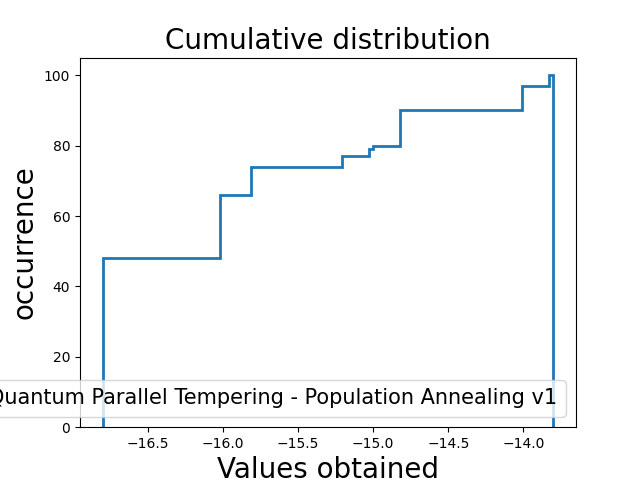 Cumulative distribution
occurrence
100
80
60
40
20
0
Parallel Tempering - Population Annealing v1
−16.5 −16.0 −15.5 −15.0 −14.5 −14.0
Values obtained